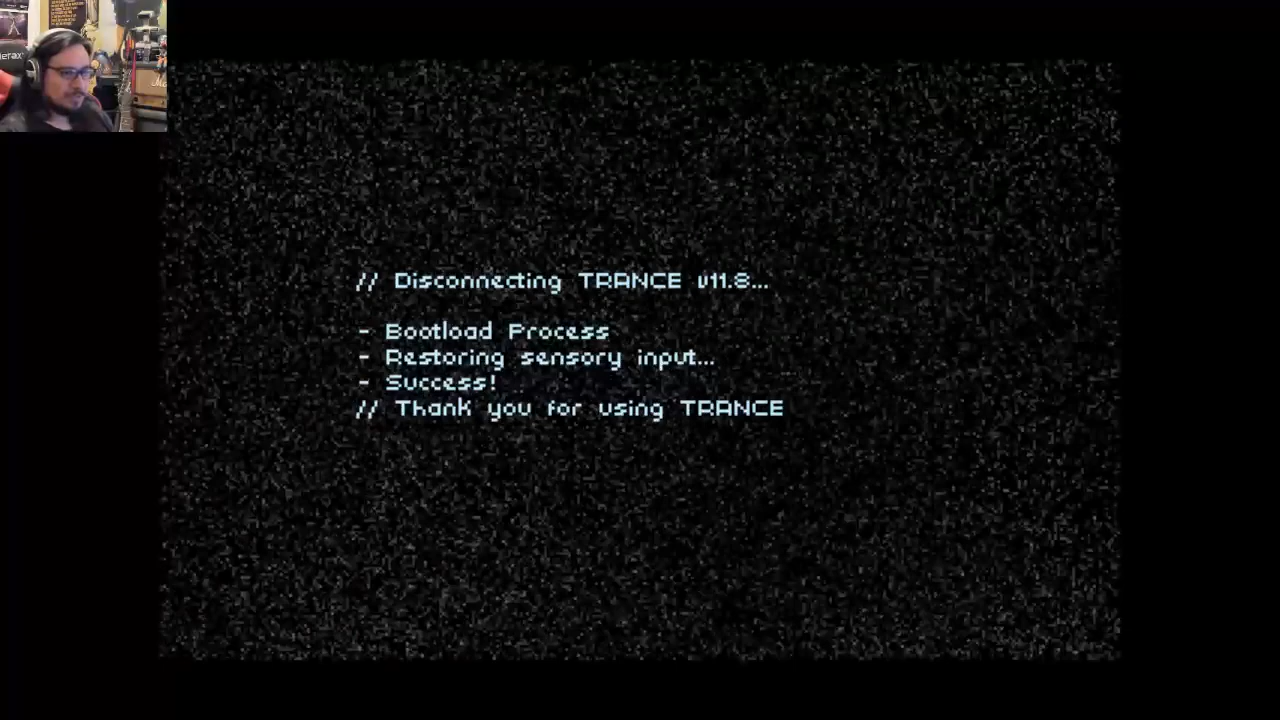 // Disconnecting TRANCE v11.8...
- Bootload Process
- Restoring sensory input...
- Success!
// Thank you for using TRANCE